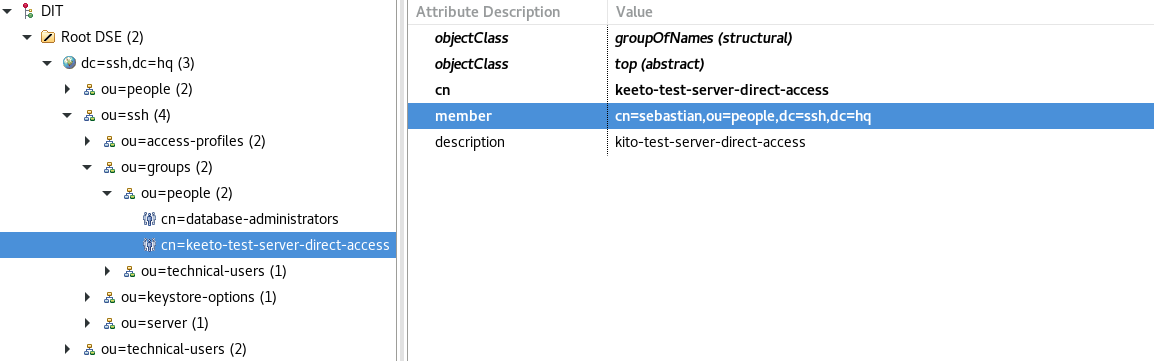 DIT
Root DSE (2)
dc=ssh,dc=hq (3)
ou=people (2)
ou=ssh (4)
ou=access-profiles (2)
ou=groups (2)
ou=people (2)
cn=database-administrators
cn=keeto-test-server-direct-access
ou=technical-users (1)
ou=keystore-options (1)
ou=server (1)
ou=technical-users (2)
Attribute Description Value
objectClass groupOfNames (structural)
objectClass top (abstract)
cn keeto-test-server-direct-access
member cn=sebastian,ou=people,dc=ssh,dc=hq
description kito-test-server-direct-access